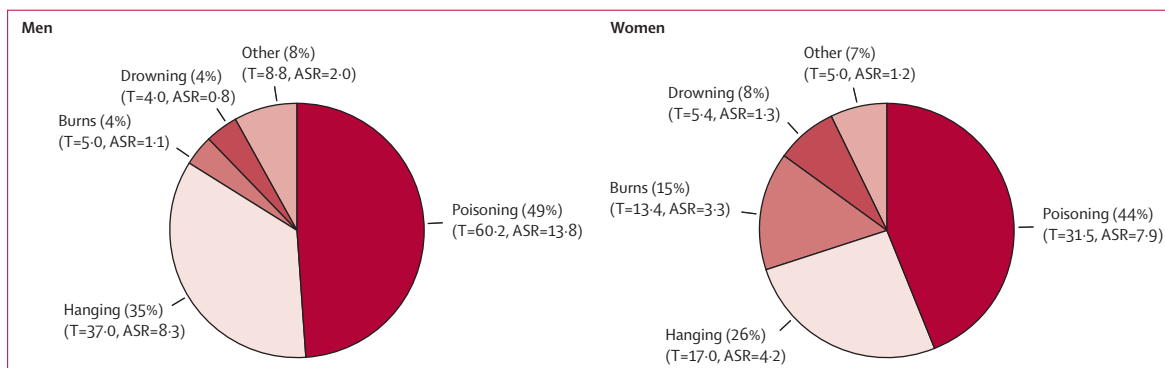 Men
Other (8%)
(T=8·8, ASR=2·0)
Drowning (4%)
(T=4·0, ASR=0·8)
Burns (4%)
(T=5·0, ASR=1·1)
Poisoning (49%)
(T=60·2, ASR=13·8)
Hanging (35%)
(T=37·0, ASR=8·3)
Women
Other (7%)
(T=5·0, ASR=1·2)
Drowning (8%)
(T=5·4, ASR=1·3)
Burns (15%)
(T=13·4, ASR=3·3)
Poisoning (44%)
(T=31·5, ASR=7·9)
Hanging (26%)
(T=17·0, ASR=4·2)